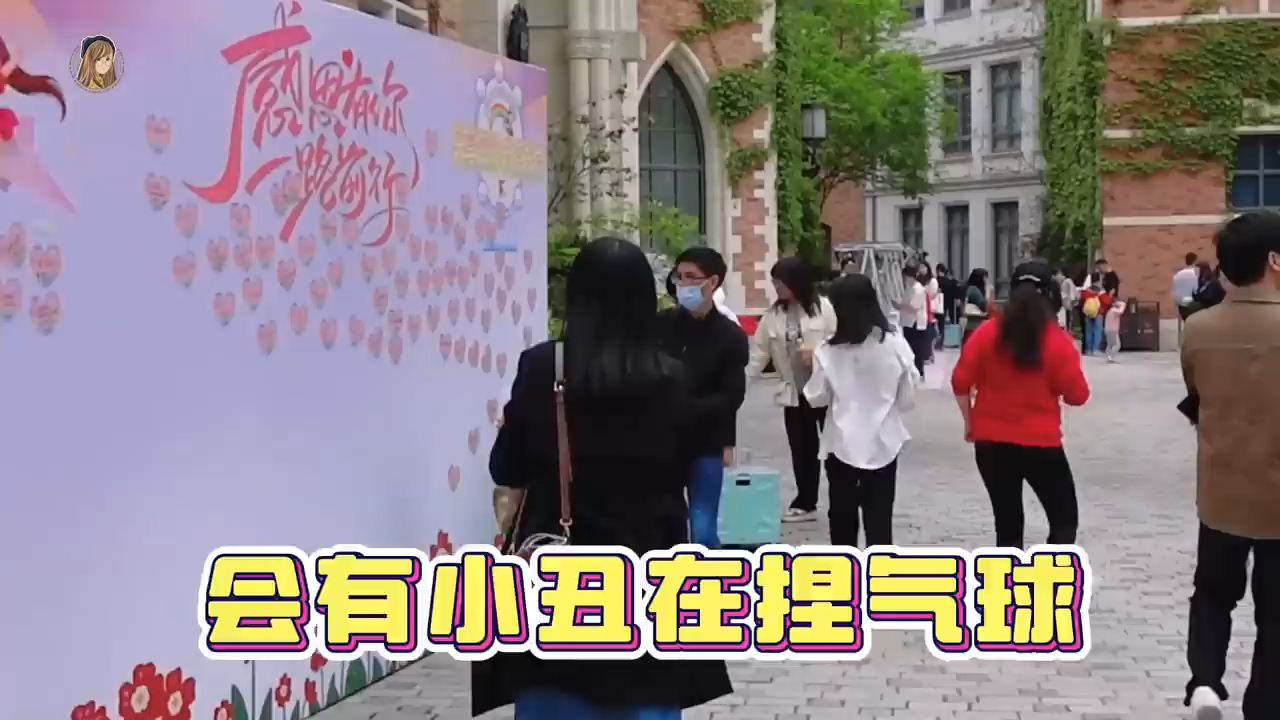 感恩有你
一路前行
会有小丑在捏气球